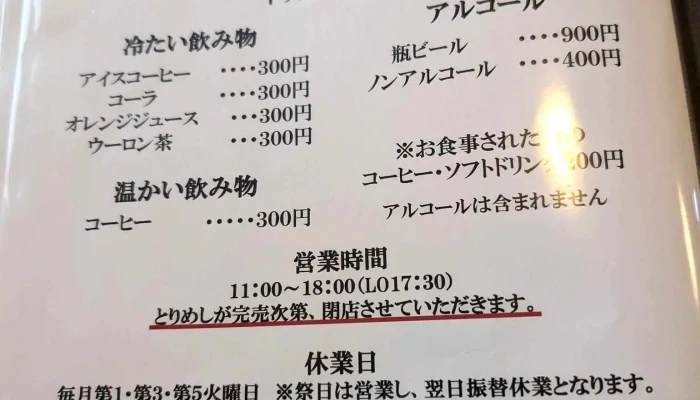 冷たい飲み物
アイスコーヒー ････300円
コーラ ････300円
オレンジジュース ･･･300円
ウーロン茶 ･･･300円
温かい飲み物
コーヒー ･････300円
アルコール
瓶ビール ････900円
ノンアルコール ････400円
※お食事された の
コーヒー・ソフトドリン 00円
アルコールは含まれません
営業時間
11:00～18:00(LO17:30)
とりめしが完売次第、閉店させていただきます。
休業日
毎月第1・第3・第5火曜日 ※祭日は営業し、翌日振替休業となります。